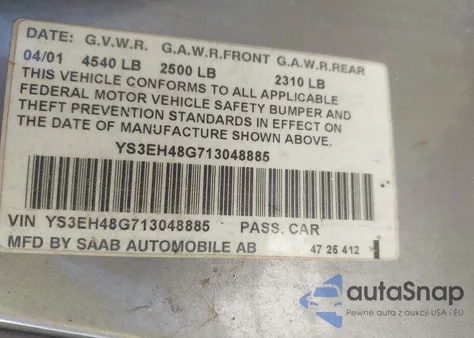 DATE: G.V.W.R. G.A.W.R.FRONT G.A.W.R.REAR
04/01 4540 LB 2500 LB 2310 LB
THIS VEHICLE CONFORMS TO ALL APPLICABLE
FEDERAL MOTOR VEHICLE SAFETY BUMPER AND
THEFT PREVENTION STANDARDS IN EFFECT ON
THE DATE OF MANUFACTURE SHOWN ABOVE.
YS3EH48G713048885
VIN YS3EH48G713048885 PASS. CAR
MFD BY SAAB AUTOMOBILE AB 47 25 412
autoSnap
Pewne auta z aukcji USA - EU